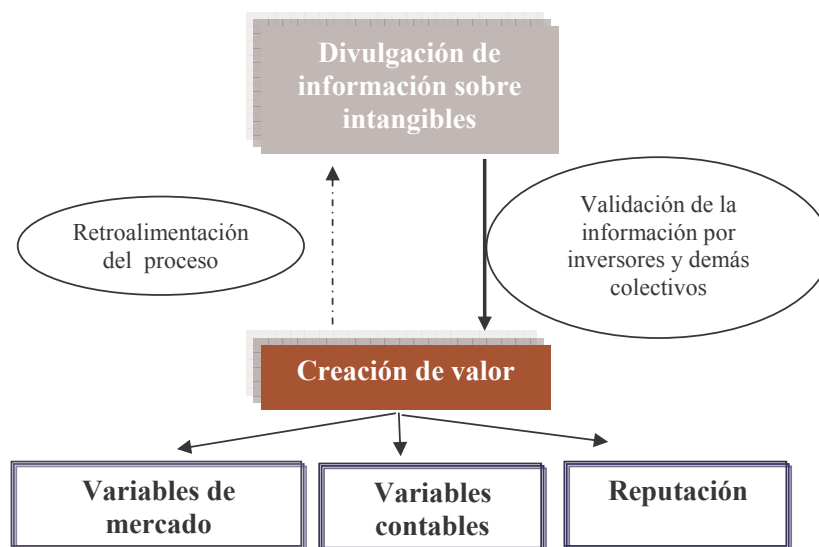 Divulgación de
información sobre
intangibles
Retroalimentación
del proceso
Validación de la
información por
inversores y demás
colectivos
Creación de valor
Variables de
mercado
Variables
contables
Reputación